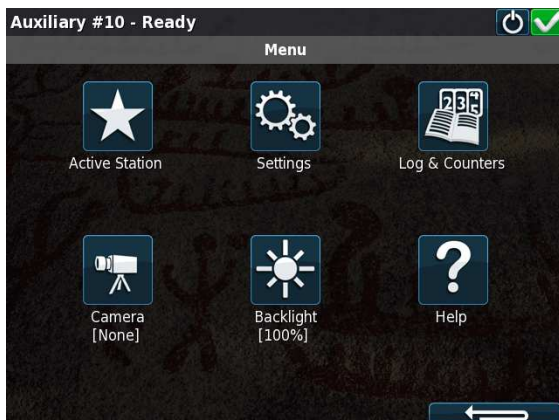 Auxiliary #10 - Ready
Menu
Active Station
Settings
Log & Counters
Camera
[None]
Backlight
[100%]
Help